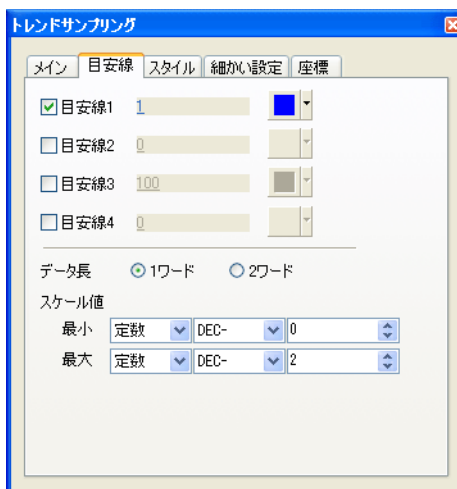 トレンドサンプリング
メイン 目安線 スタイル 細かい設定 座標
目安線1 1
目安線2 0
目安線3 100
目安線4 0
データ長 1ワード 2ワード
スケール値
最小 定数 DEC- 0
最大 定数 DEC- 2